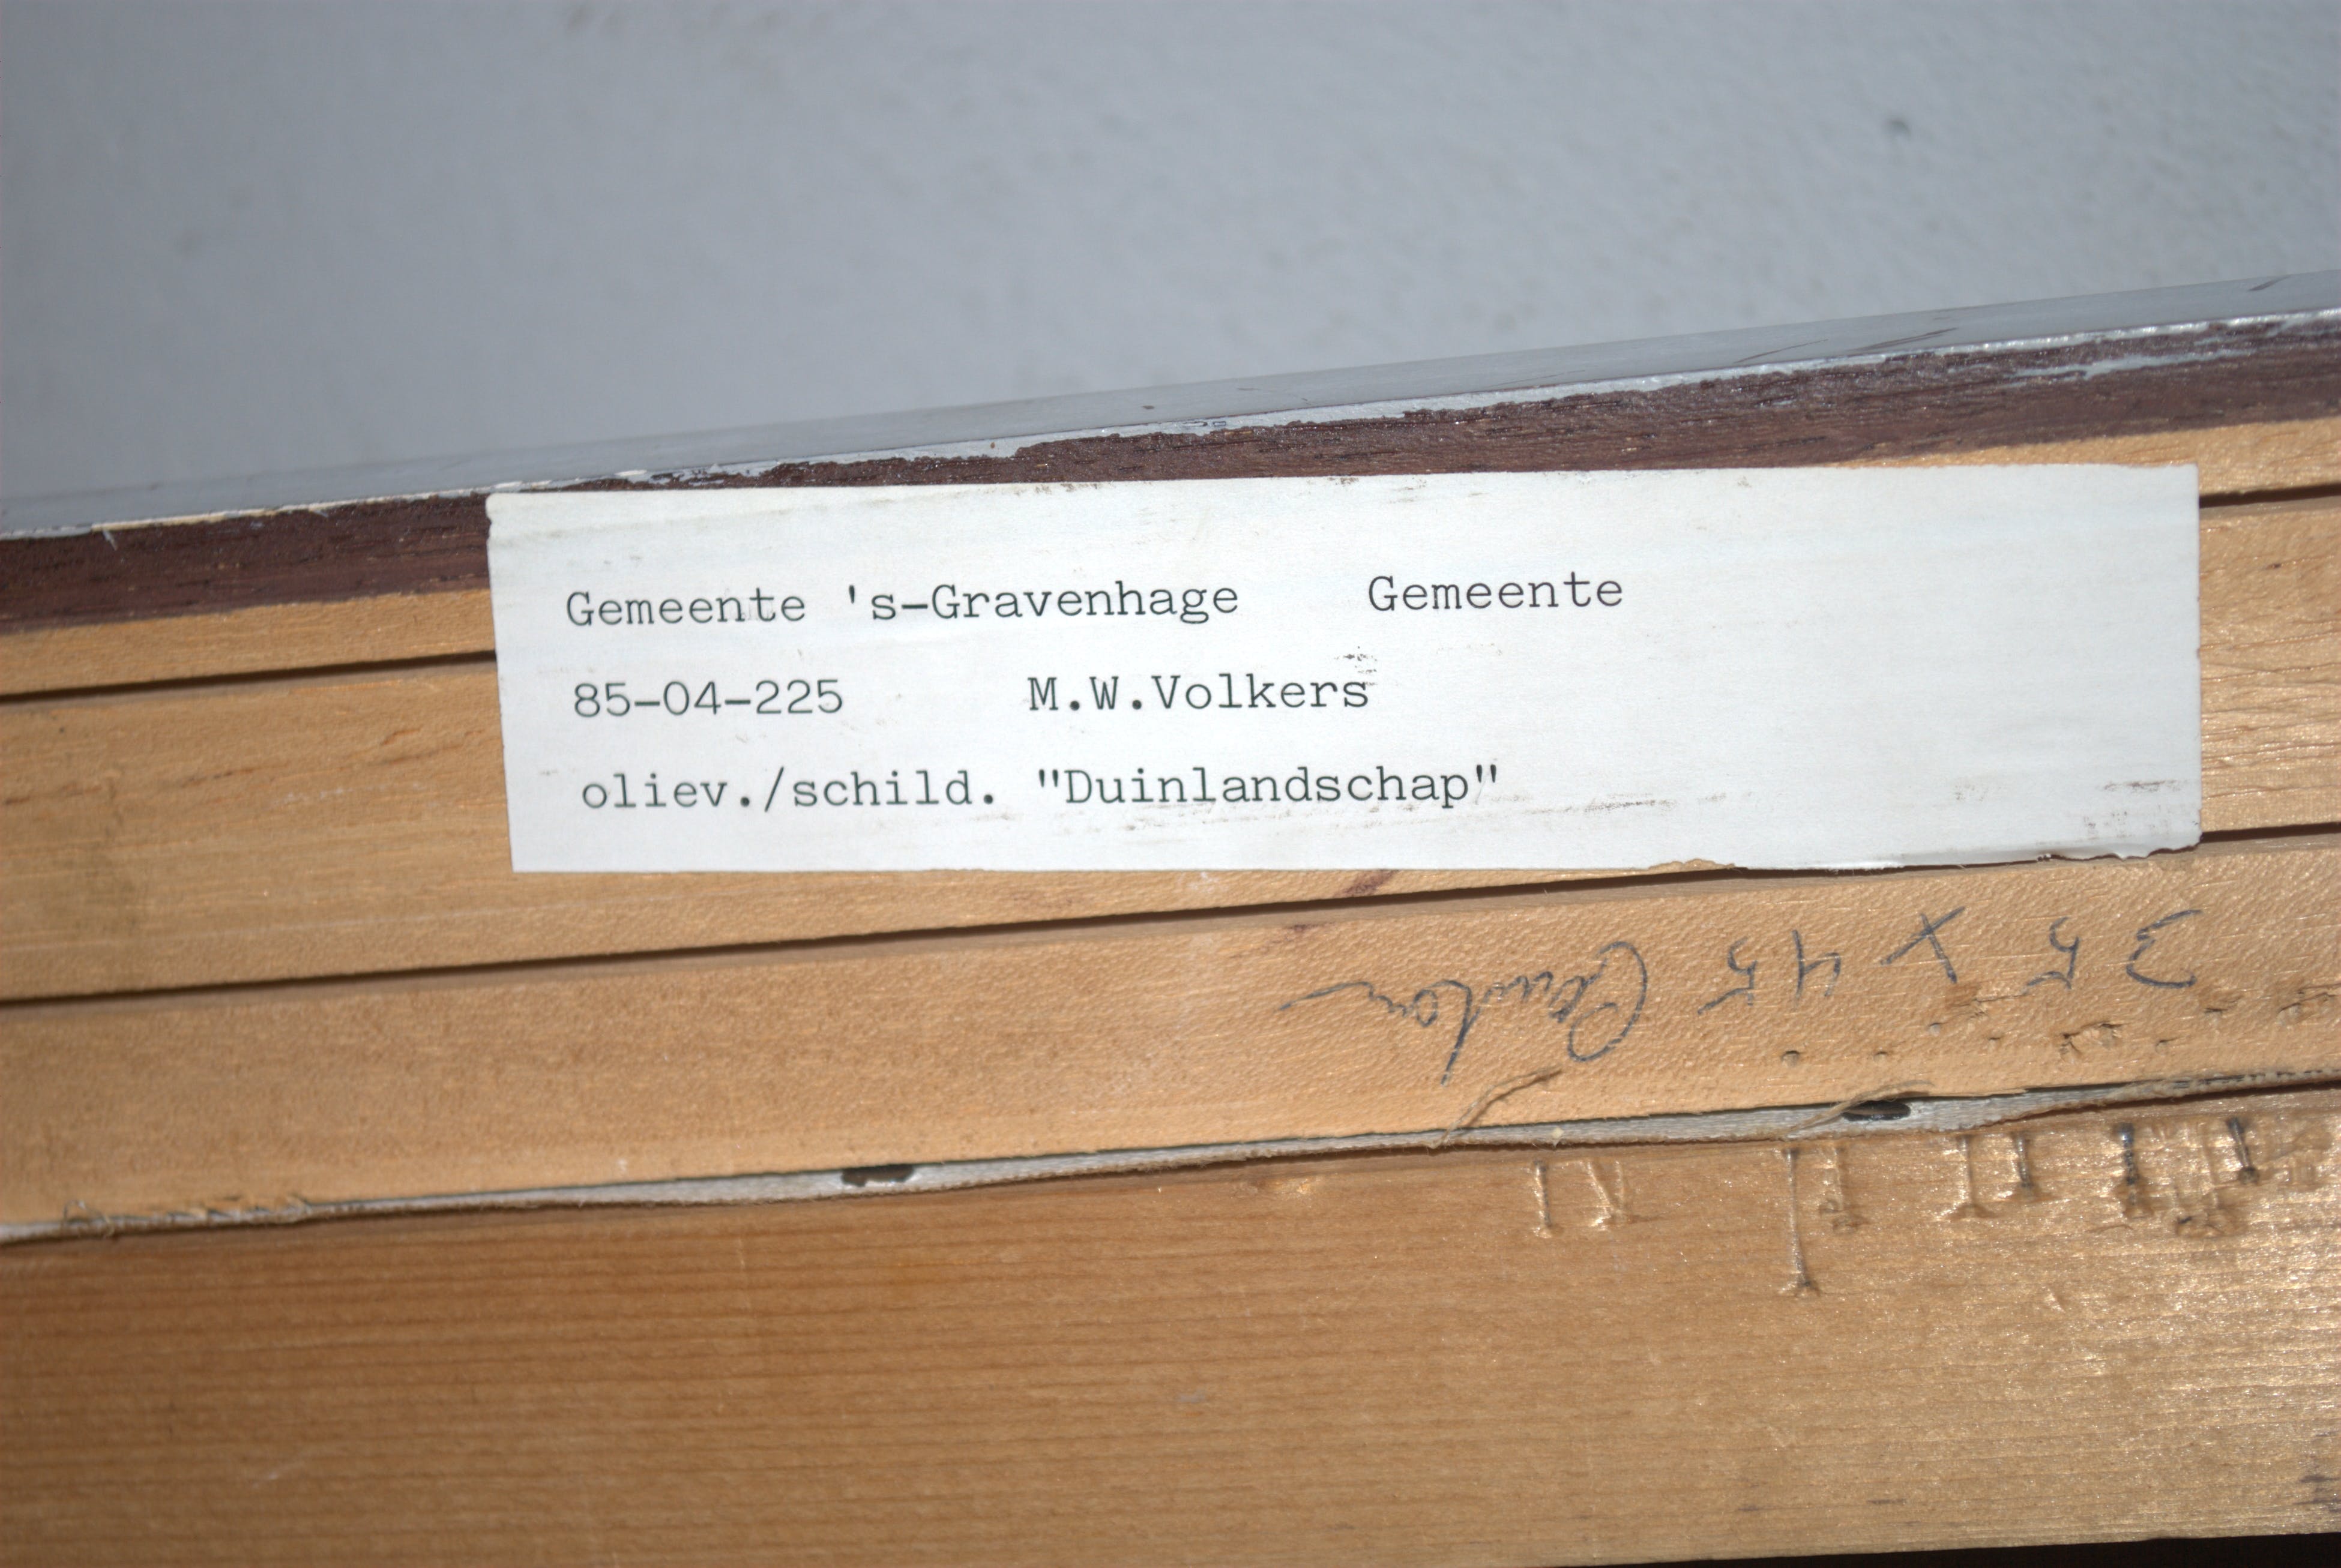 Gemeente 's-Gravenhage Gemeente
85-04-225 M.W.Volkers
oliev./schild. "Duinlandschap"
35 X 45